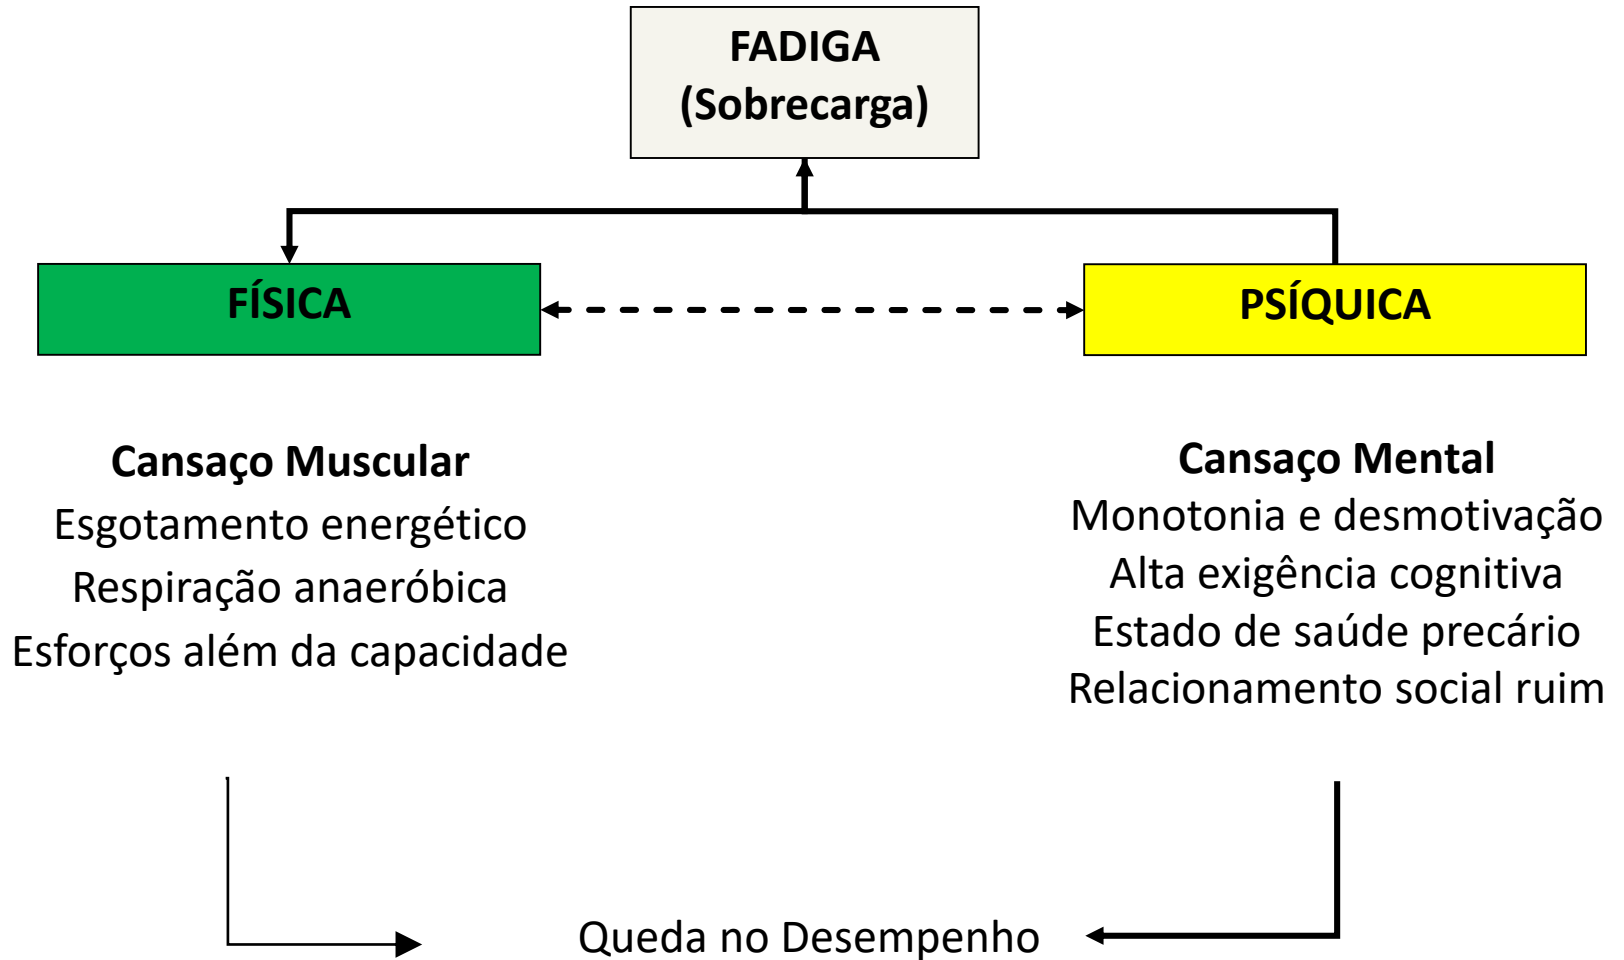 FADIGA
(Sobrecarga)
FÍSICA
PSÍQUICA
Cansaço Muscular
Esgotamento energético
Respiração anaeróbica
Esforços além da capacidade
Cansaço Mental
Monotonia e desmotivação
Alta exigência cognitiva
Estado de saúde precário
Relacionamento social ruim
Queda no Desempenho